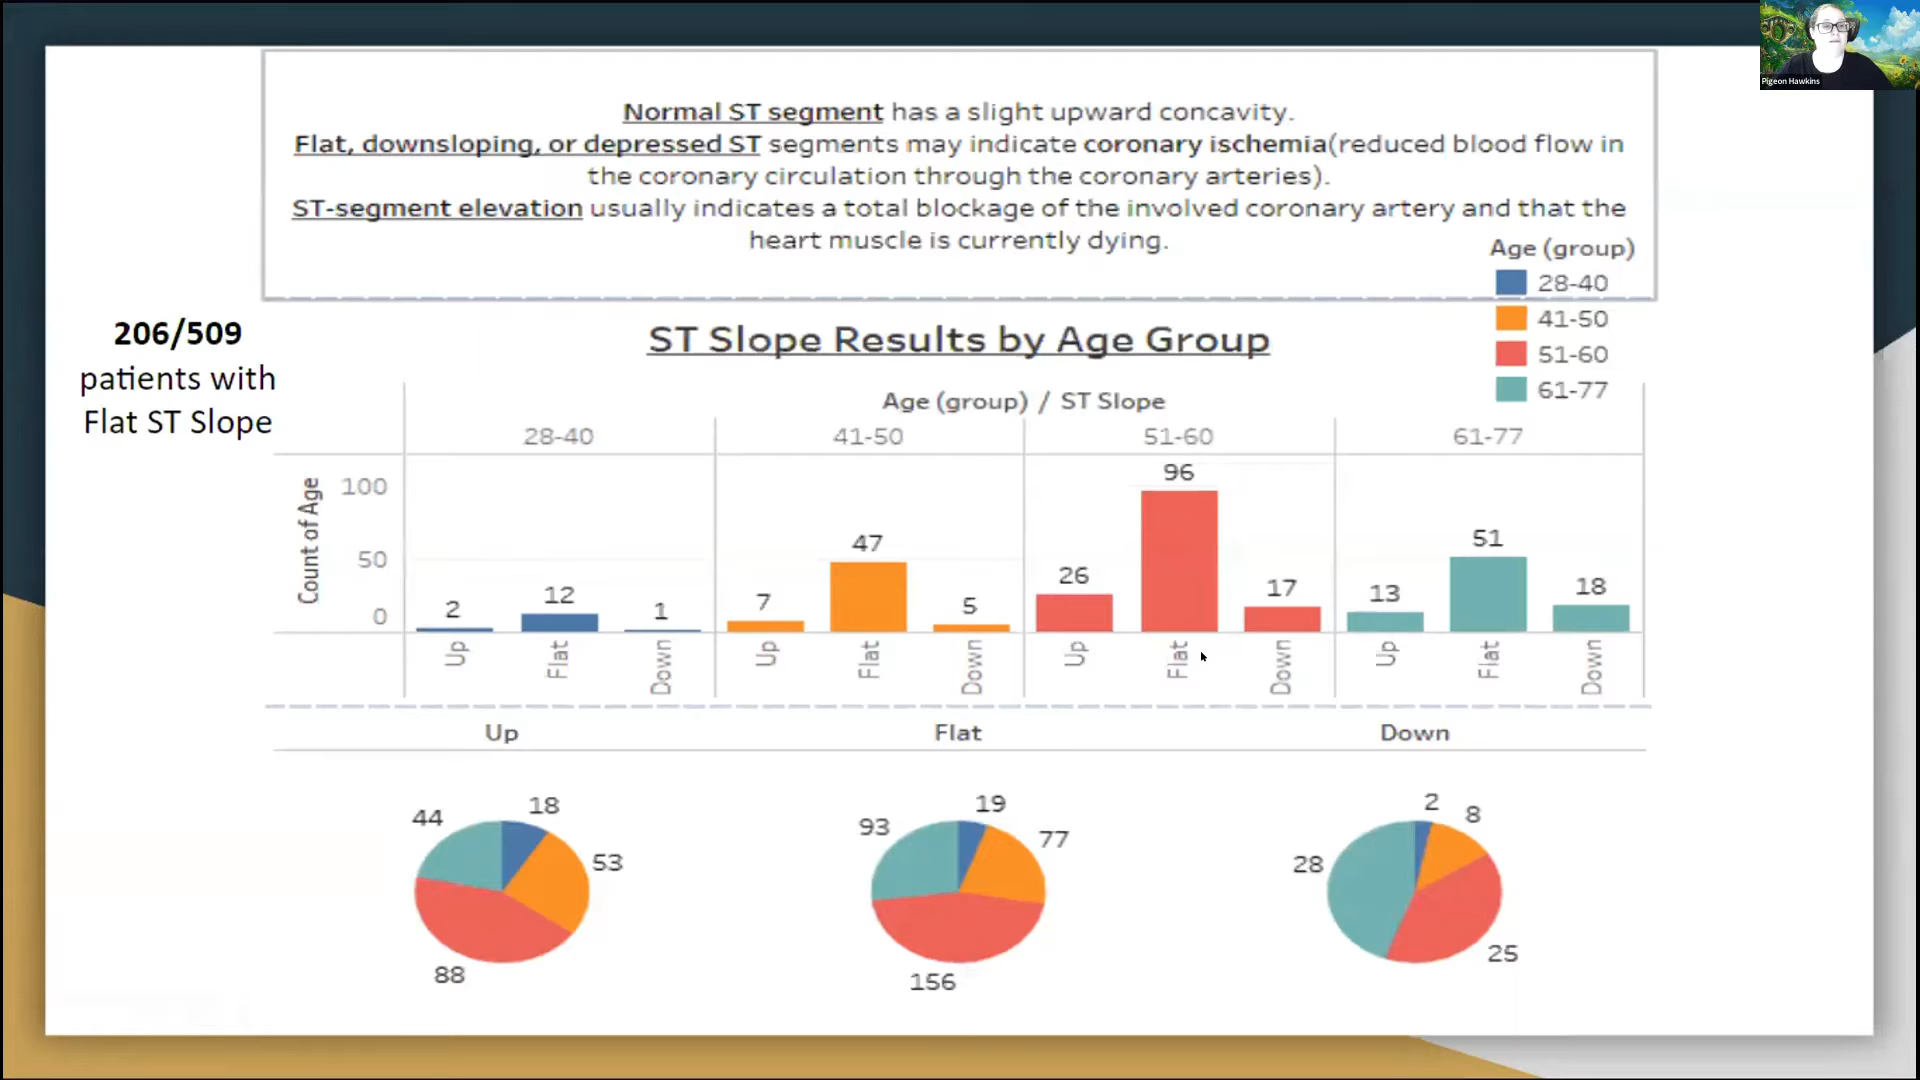 Pigeon Hawkins
Normal ST segment has a slight upward concavity.
Flat, downsloping, or depressed ST segments may indicate coronary ischemia(reduced blood flow in
the coronary circulation through the coronary arteries).
ST-segment elevation usually indicates a total blockage of the involved coronary artery and that the
heart muscle is currently dying.
Age (group)
28-40
41-50
51-60
61-77
206/509
patients with
Flat ST Slope
ST Slope Results by Age Group
Age (group) / ST Slope
28-40 41-50 51-60 61-77
Count of Age
100
50
0
2 12 1 7 47 5 26 96 17 13 51 18
Up Flat Down Up Flat Down Up Flat Down Up Flat Down
Up Flat Down
44 18 53 88
93 19 77 156
28 2 8 25